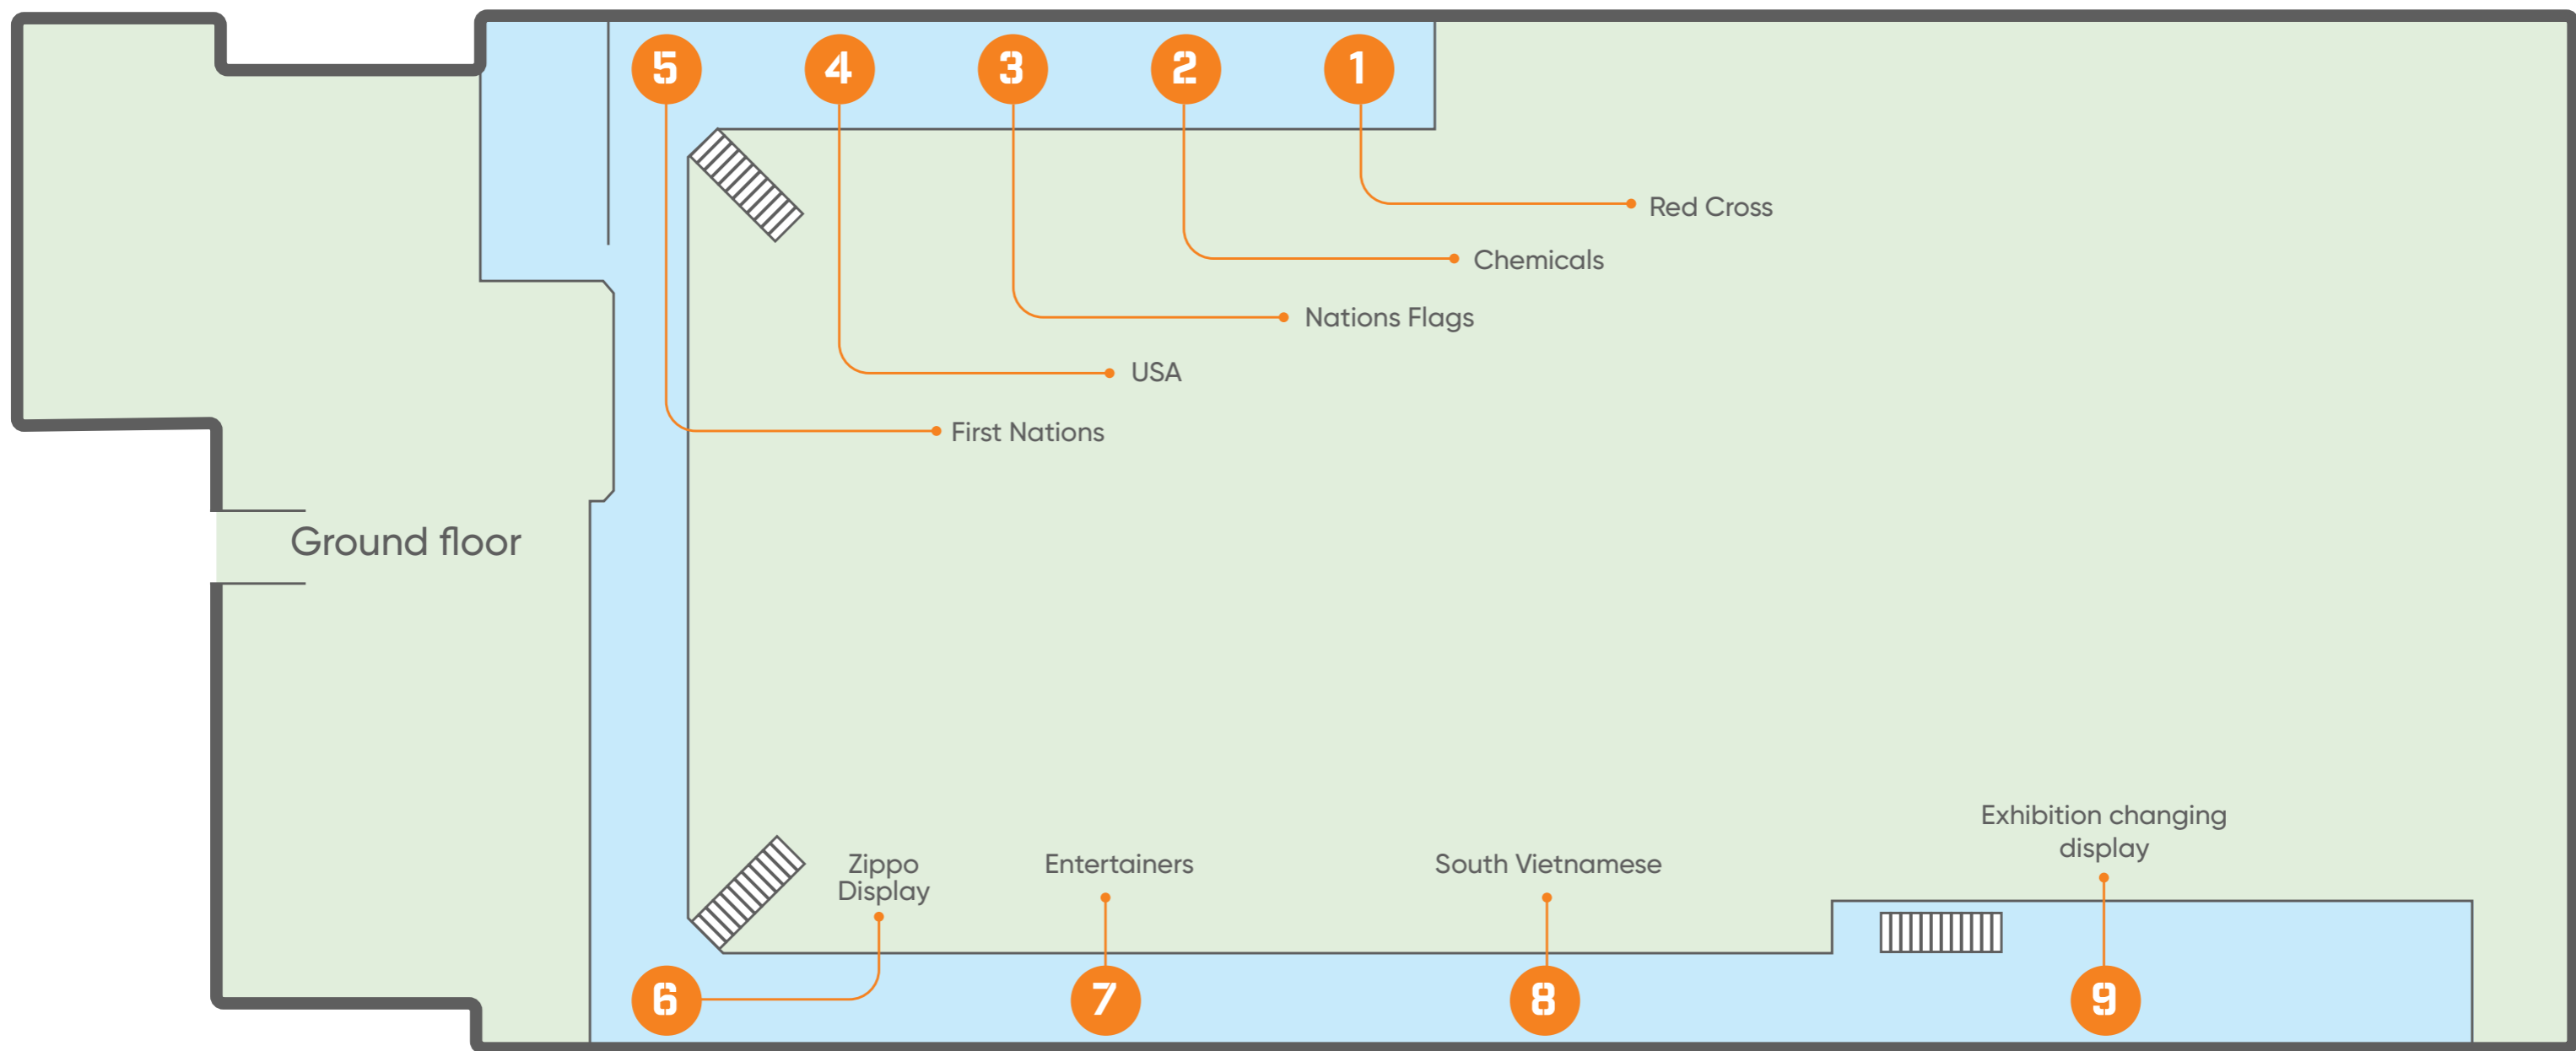 5 4 3 2 1
Red Cross
Chemicals
Nations Flags
USA
First Nations
Ground floor
Exhibition changing
display
Zippo
Display
Entertainers
South Vietnamese
6 7 8 9